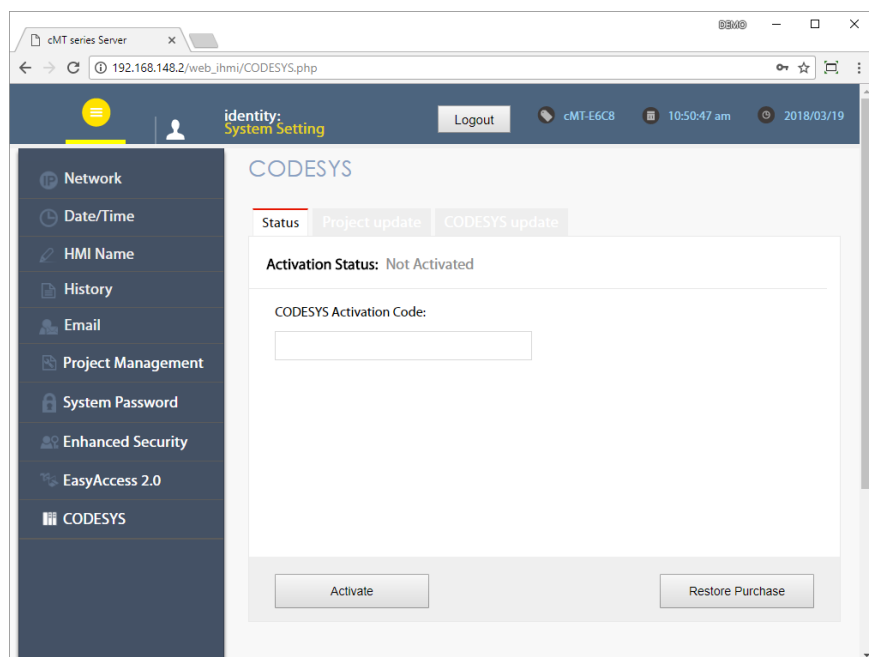 DEMO
cMT series Server
192.168.148.2/web_ihmi/CODESYS.php
identity:
System Setting
Logout
cMT-E6C8
10:50:47 am
2018/03/19
IP Network
Date/Time
HMI Name
History
Email
Project Management
System Password
Enhanced Security
EasyAccess 2.0
CODESYS
CODESYS
Status Project update CODESYS update
Activation Status: Not Activated
CODESYS Activation Code:
Activate Restore Purchase